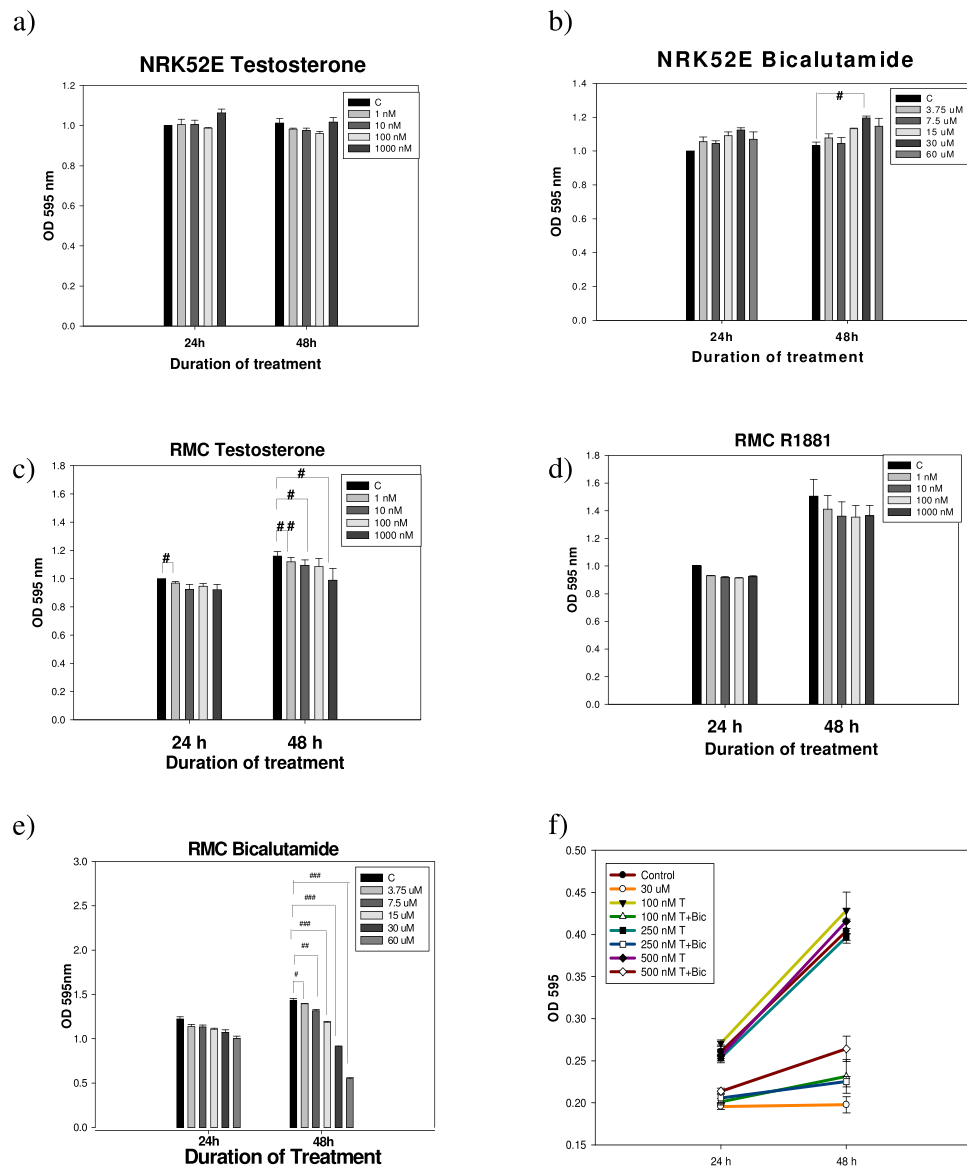 a)
NRK52E Testosterone
1.2
1.0
0.8
0.6
0.4
0.2
0.0
OD 595 nm
C
1 nM
10 nM
100 nM
1000 nM
24h
48h
Duration of treatment
b)
NRK52E Bicalutamide
1.4
1.2
1.0
0.8
0.6
0.4
0.2
0.0
OD 595 nm
#
C
3.75 uM
7.5 uM
15 uM
30 uM
60 uM
24h
48h
Duration of treatment
c)
RMC Testosterone
1.8
1.6
1.4
1.2
1.0
0.8
0.6
0.4
0.2
0.0
OD 595 nm
#
#
#
##
C
1 nM
10 nM
100 nM
1000 nM
24 h
48 h
Duration of treatment
d)
RMC R1881
1.8
1.6
1.4
1.2
1.0
0.8
0.6
0.4
0.2
0.0
OD 595 nm
C
1 nM
10 nM
100 nM
1000 nM
24 h
48 h
Duration of treatment
e)
RMC Bicalutamide
3.0
2.5
2.0
1.5
1.0
0.5
0.0
OD 595nm
###
###
###
##
#
C
3.75 uM
7.5 uM
15 uM
30 uM
60 uM
24h
48h
Duration of Treatment
f)
0.50
0.45
0.40
0.35
0.30
0.25
0.20
0.15
OD 595
Control
30 uM
100 nM T
100 nM T+Bic
250 nM T
250 nM T+Bic
500 nM T
500 nM T+Bic
24 h
48 h